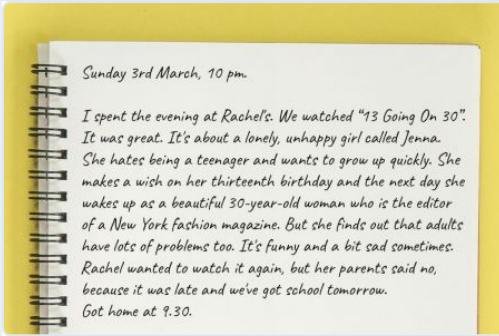 Sunday 3rd March, 10 pm.
I spent the evening at Rachel's. We watched "13 Going On 30".
It was great. It's about a lonely, unhappy girl called Jenna.
She hates being a teenager and wants to grow up quickly. She
makes a wish on her thirteenth birthday and the next day she
wakes up as a beautiful 30-year-old woman who is the editor
of a New York fashion magazine. But she finds out that adults
have lots of problems too. It's funny and a bit sad sometimes.
Rachel wanted to watch it again, but her parents said no,
because it was late and we've got school tomorrow.
Got home at 9.30.